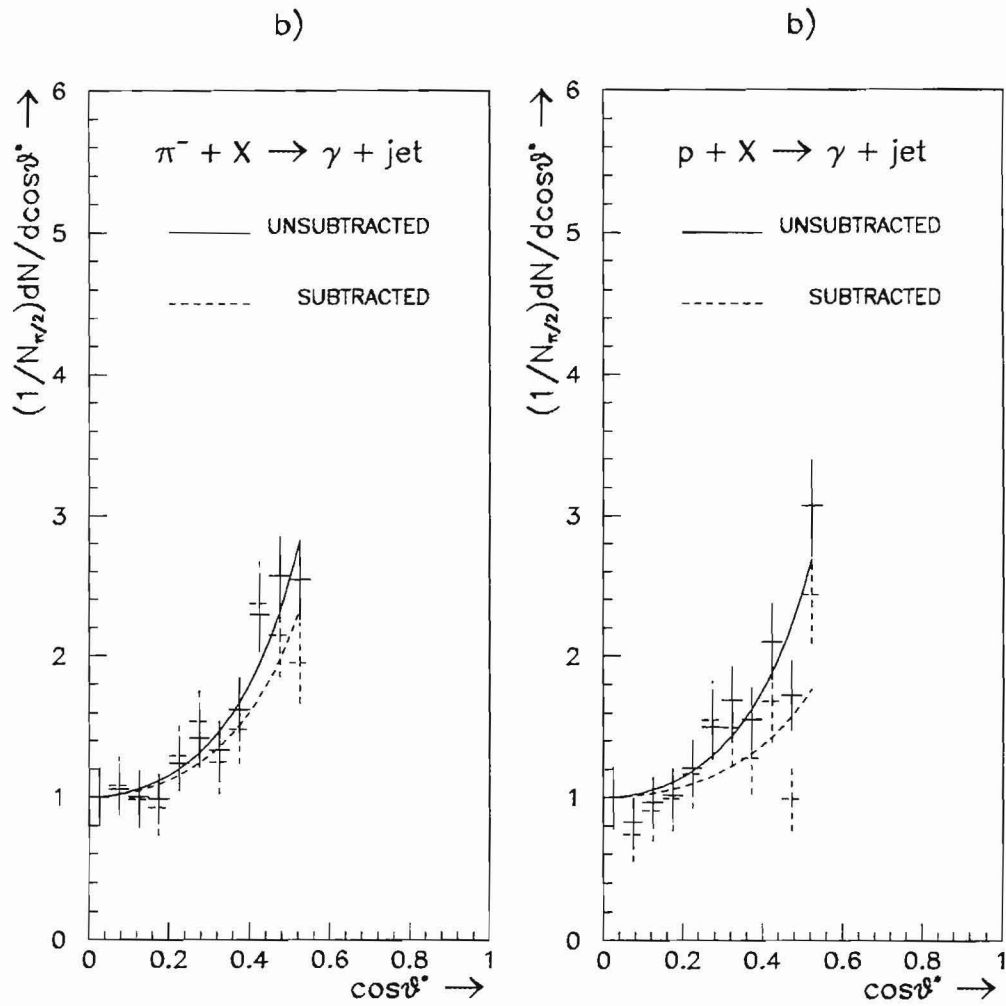 b)
6
5
4
3
2
1
0
(1/N_{π/2})dN/dcosϑ* →
π⁻ + X → γ + jet
UNSUBTRACTED
SUBTRACTED
0 0.2 0.4 0.6 0.8 1
cosϑ* →
b)
6
5
4
3
2
1
0
(1/N_{π/2})dN/dcosϑ* →
p + X → γ + jet
UNSUBTRACTED
SUBTRACTED
0 0.2 0.4 0.6 0.8 1
cosϑ* →